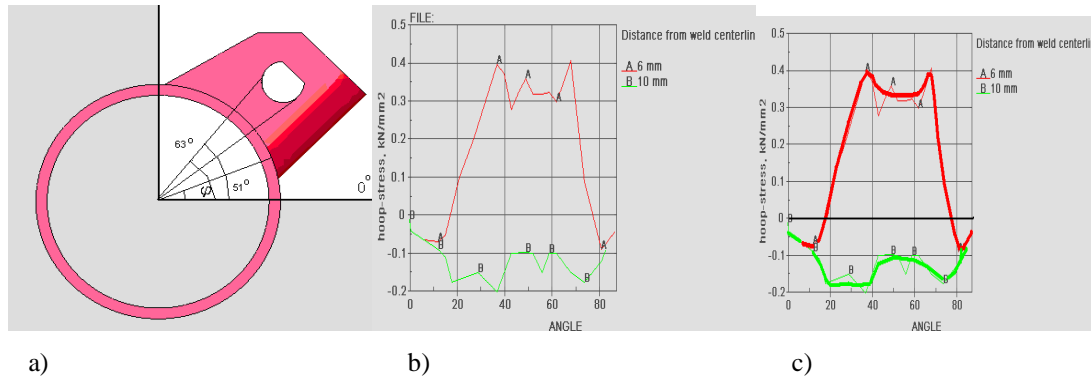 63°
φ
51°
0°
FILE:
Distance from weld centerlin
A 6 mm
B 10 mm
hoop-stress, kN/mm2
0.5
0.4
0.3
0.2
0.1
0
-0.1
0.2
0
20
40
60
80
ANGLE
A
A
A
A
A
B
B
B
B
B
B
Distance from weld centerlin
A 6 mm
B 10 mm
hoop-stress, kN/mm2
0.5
0.4
0.3
0.2
0.1
0
-0.1
0.2
0
20
40
60
80
ANGLE
A
A
A
A
A
B
B
B
B
B
B
a)
b)
c)